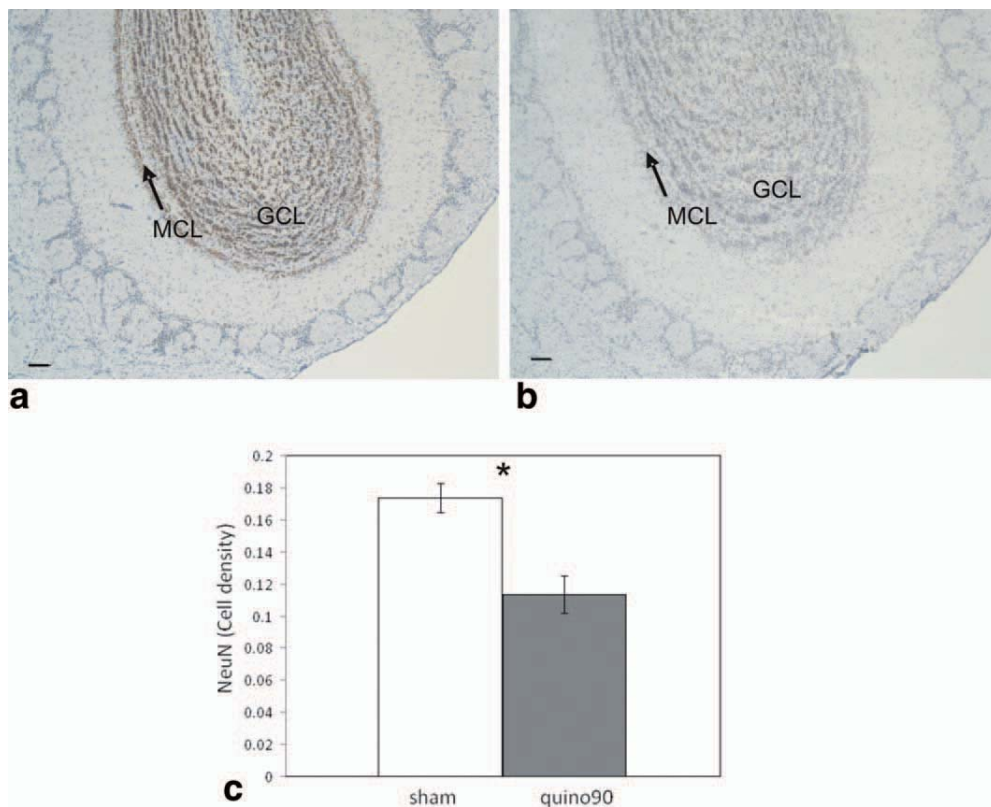 GCL
MCL
GCL
MCL
a
b
*
0.2
0.18
0.16
0.14
0.12
0.1
0.08
0.06
0.04
0.02
0
NeuN (Cell density)
sham
quino90
c